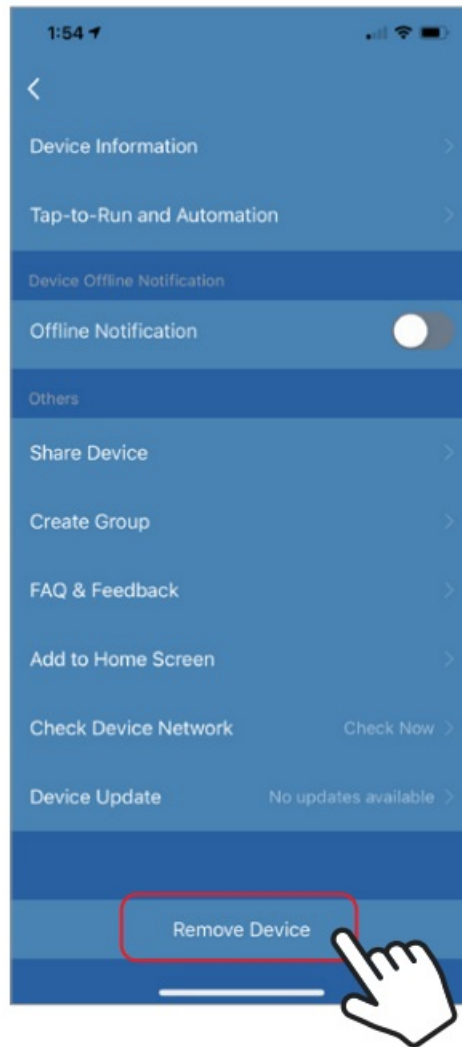 1:54
Device Information
Tap-to-Run and Automation
Device Offline Notification
Offline Notification
Others
Share Device
Create Group
FAQ & Feedback
Add to Home Screen
Check Device Network Check Now
Device Update No updates available
Remove Device